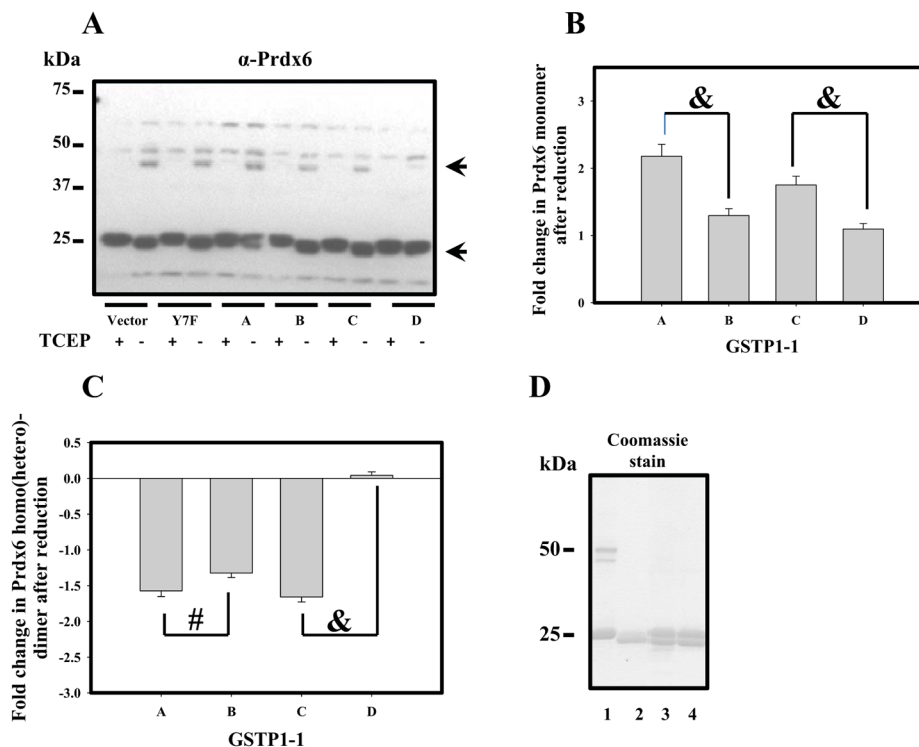 A
kDa
α-Prdx6
75
50
37
25
Vector Y7F A B C D
TCEP + - + - + - + - + - + -
B
Fold change in Prdx6 monomer
after reduction
3
2
1
0
&
&
A B C D
GSTP1-1
C
Fold change in Prdx6 homo(hetero)-
dimer after reduction
0.5
0.0
-0.5
-1.0
-1.5
-2.0
-2.5
-3.0
#
&
A B C D
GSTP1-1
D
Coomassie
stain
kDa
50
25
1 2 3 4